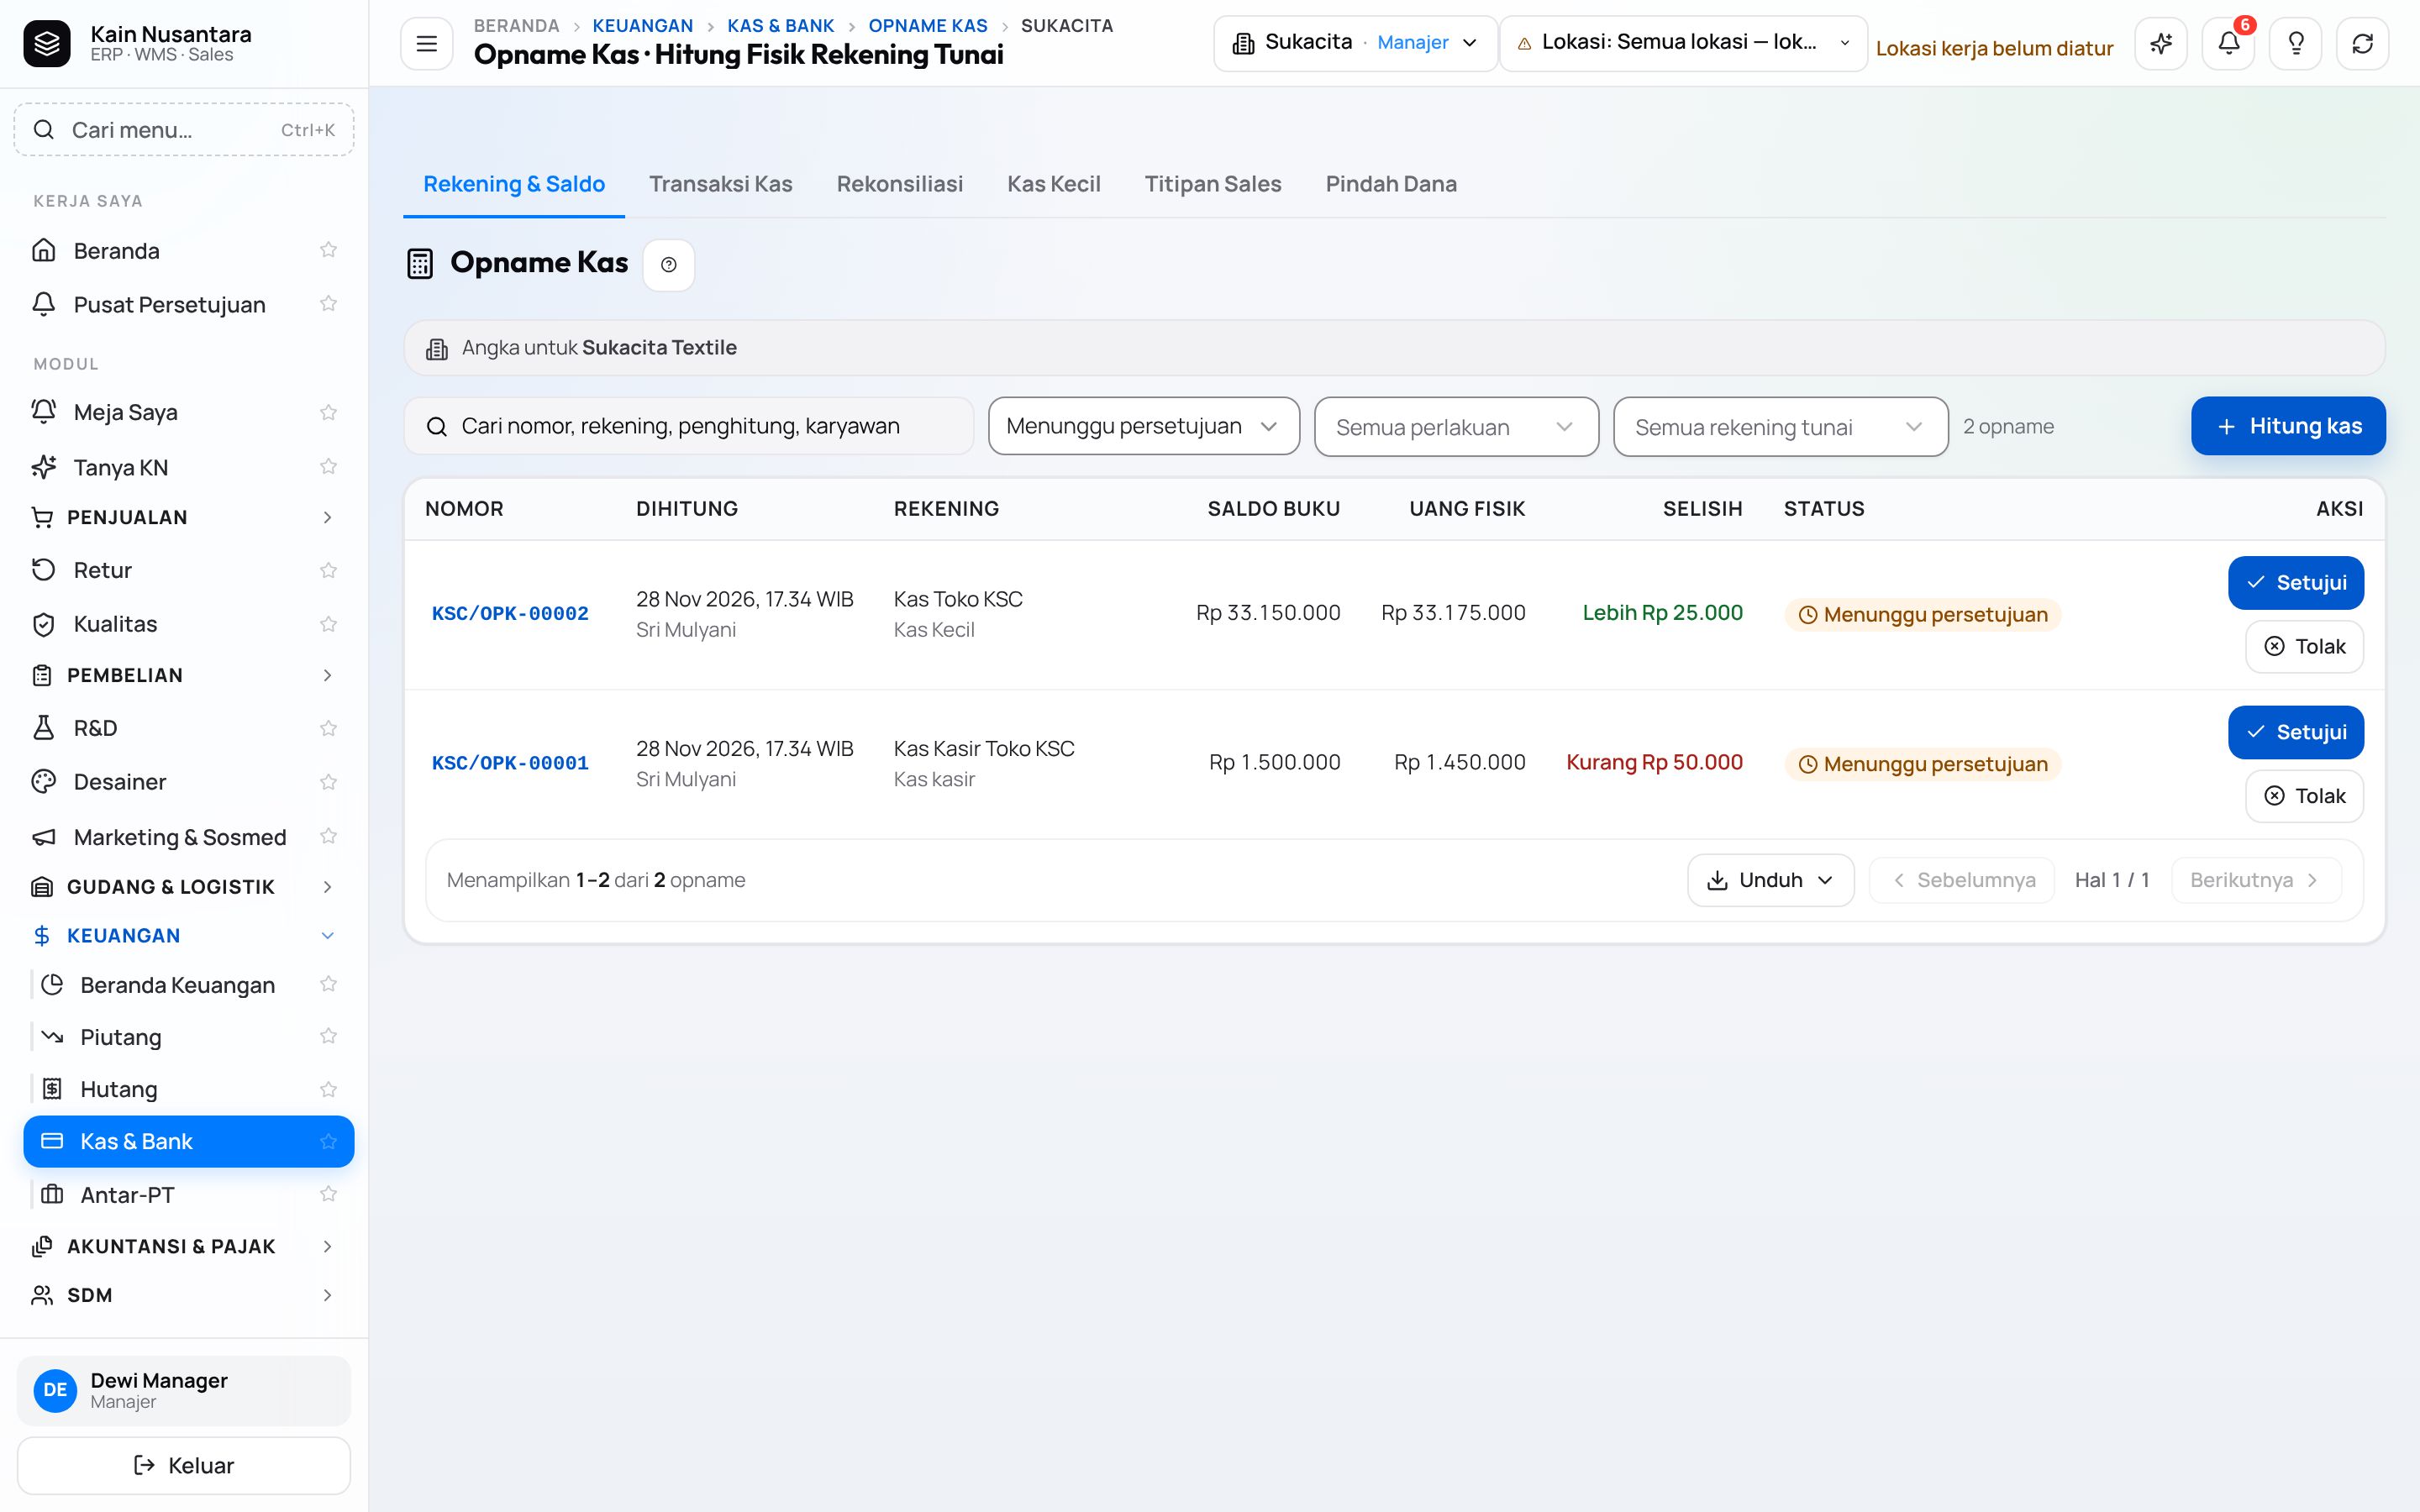 Kain Nusantara
ERP · WMS · Sales
Cari menu... Ctrl+K
KERJA SAYA
Beranda
Pusat Persetujuan
MODUL
Meja Saya
Tanya KN
PENJUALAN
Retur
Kualitas
PEMBELIAN
R&D
Desainer
Marketing & Sosmed
GUDANG & LOGISTIK
KEUANGAN
Beranda Keuangan
Piutang
Hutang
Kas & Bank
Antar-PT
AKUNTANSI & PAJAK
SDM
DE
Dewi Manager
Manajer
Keluar
BERANDA > KEUANGAN > KAS & BANK > OPNAME KAS > SUKACITA
Opname Kas · Hitung Fisik Rekening Tunai
Sukacita · Manajer
Lokasi: Semua lokasi — lok...
Lokasi kerja belum diatur
6
Rekening & Saldo Transaksi Kas Rekonsiliasi Kas Kecil Titipan Sales Pindah Dana
Opname Kas
Angka untuk Sukacita Textile
Cari nomor, rekening, penghitung, karyawan Menunggu persetujuan Semua perlakuan Semua rekening tunai 2 opname + Hitung kas
NOMOR DIHITUNG REKENING SALDO BUKU UANG FISIK SELISIH STATUS AKSI
KSC/OPK-00002 28 Nov 2026, 17.34 WIB Kas Toko KSC Rp 33.150.000 Rp 33.175.000 Lebih Rp 25.000 Menunggu persetujuan Setujui
Sri Mulyani Kas Kecil Tolak
KSC/OPK-00001 28 Nov 2026, 17.34 WIB Kas Kasir Toko KSC Rp 1.500.000 Rp 1.450.000 Kurang Rp 50.000 Menunggu persetujuan Setujui
Sri Mulyani Kas kasir Tolak
Menampilkan 1–2 dari 2 opname Unduh Sebelumnya Hal 1 / 1 Berikutnya